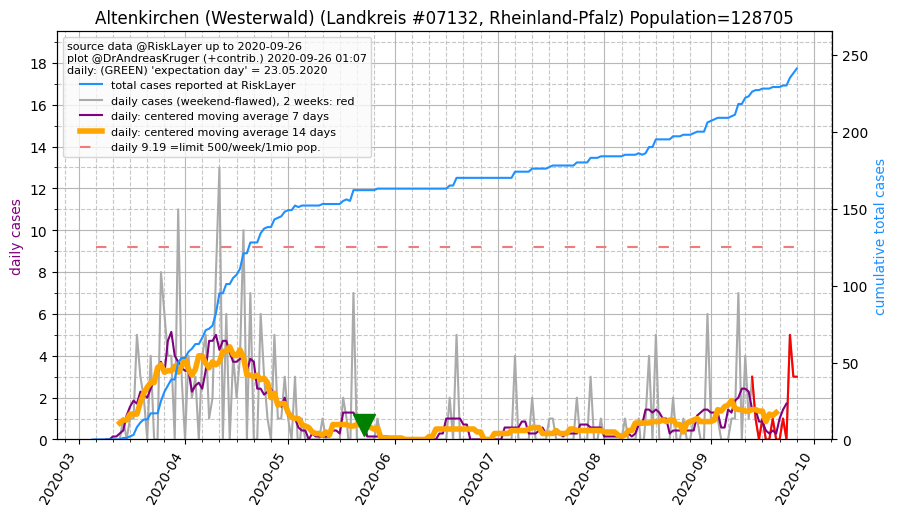 Altenkirchen (Westerwald) (Landkreis #07132, Rheinland-Pfalz) Population=128705
source data @RiskLayer up to 2020-09-26
plot @DrAndreasKruger (+contrib.) 2020-09-26 01:07
daily: (GREEN) 'expectation day' = 23.05.2020
total cases reported at RiskLayer
daily cases (weekend-flawed), 2 weeks: red
daily: centered moving average 7 days
daily: centered moving average 14 days
daily 9.19 =limit 500/week/1mio pop.
daily cases
18
16
14
12
10
8
6
4
2
0
cumulative total cases
250
200
150
100
50
0
2020-03
2020-04
2020-05
2020-06
2020-07
2020-08
2020-09
2020-10